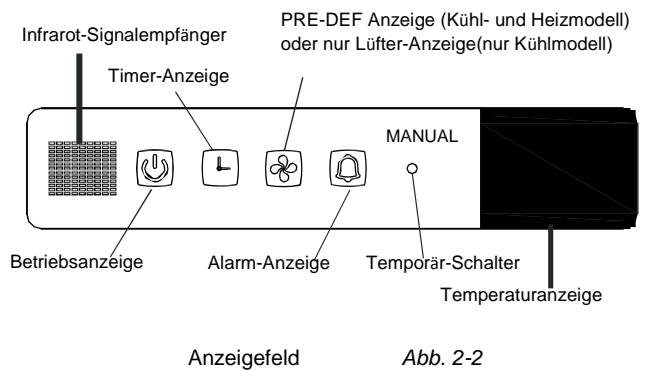 PRE-DEF Anzeige (Kühl- und Heizmodell)
oder nur Lüfter-Anzeige(nur Kühlmodell)
Infrarot-Signalempfänger
Timer-Anzeige
MANUAL
Betriebsanzeige
Alarm-Anzeige
Temporär-Schalter
Temperaturanzeige
Anzeigefeld Abb. 2-2